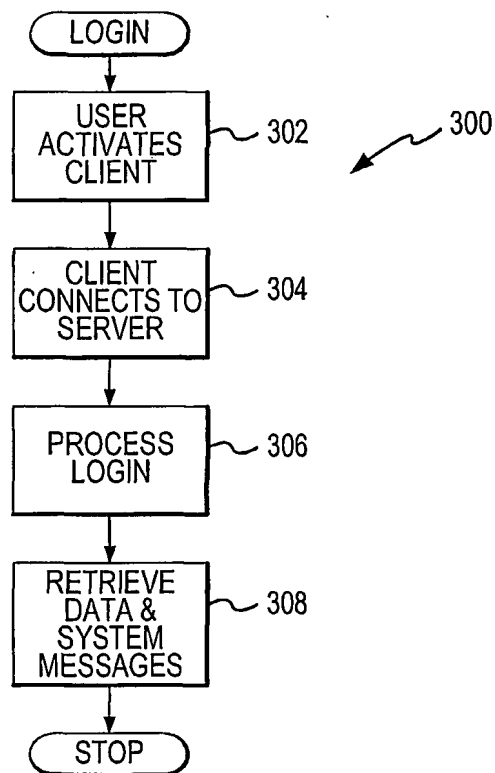 LOGIN
USER
ACTIVATES
CLIENT
302
300
CLIENT
CONNECTS TO
SERVER
304
PROCESS
LOGIN
306
RETRIEVE
DATA &
SYSTEM
MESSAGES
308
STOP